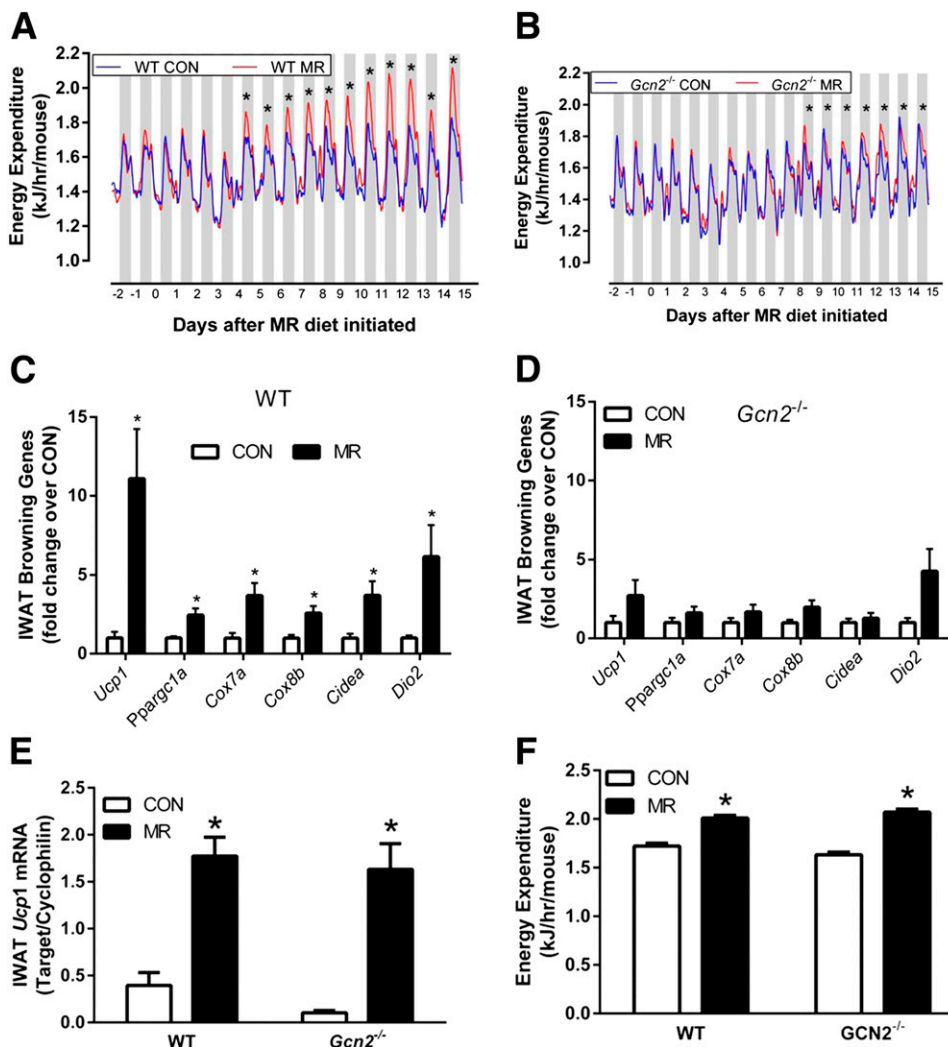 A
WT CON WT MR
Energy Expenditure
(kJ/hr/mouse)
2.2
2.0
1.8
1.6
1.4
1.2
1.0
* * * * * * * * * * *
-2 -1 0 1 2 3 4 5 6 7 8 9 10 11 12 13 14 15
Days after MR diet initiated
B
Gcn2-/- CON Gcn2-/- MR
Energy Expenditure
(kJ/hr/mouse)
2.2
2.0
1.8
1.6
1.4
1.2
1.0
* * * * * * *
-2 -1 0 1 2 3 4 5 6 7 8 9 10 11 12 13 14 15
Days after MR diet initiated
C
WT
CON MR
IWAT Browning Genes
(fold change over CON)
15
10
5
0
* * * * * *
Ucp1 Ppargc1a Cox7a Cox8b Cidea Dio2
D
Gcn2-/-
CON
MR
IWAT Browning Genes
(fold change over CON)
15
10
5
0
Ucp1 Ppargc1a Cox7a Cox8b Cidea Dio2
E
CON
MR
IWAT Ucp1 mRNA
(Target/Cyclophilin)
2.5
2.0
1.5
1.0
0.5
0.0
* *
WT Gcn2-/-
F
CON
MR
Energy Expenditure
(kJ/hr/mouse)
2.5
2.0
1.5
1.0
0.5
0.0
* *
WT GCN2-/-